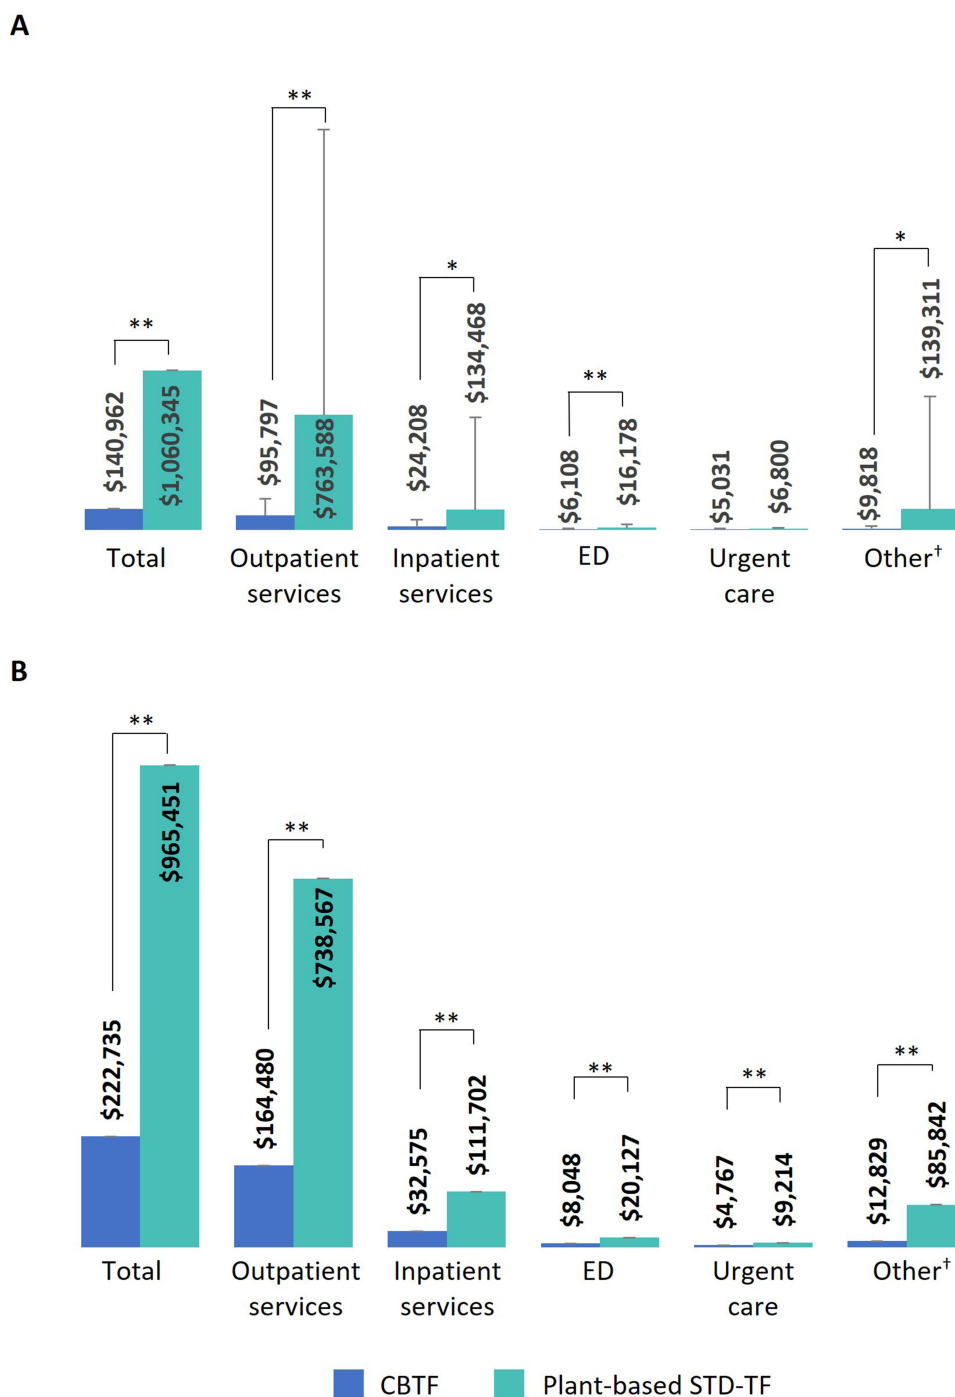 A
**
**
*
**
*
$140,962
$1,060,345
$95,797
$763,588
$24,208
$134,468
$6,108
$16,178
$5,031
$6,800
$9,818
$139,311
Total
Outpatient
services
Inpatient
services
ED
Urgent
care
Other†
B
**
**
**
**
**
**
$222,735
$965,451
$164,480
$738,567
$32,575
$111,702
$8,048
$20,127
$4,767
$9,214
$12,829
$85,842
Total
Outpatient
services
Inpatient
services
ED
Urgent
care
Other†
CBTF
Plant-based STD-TF